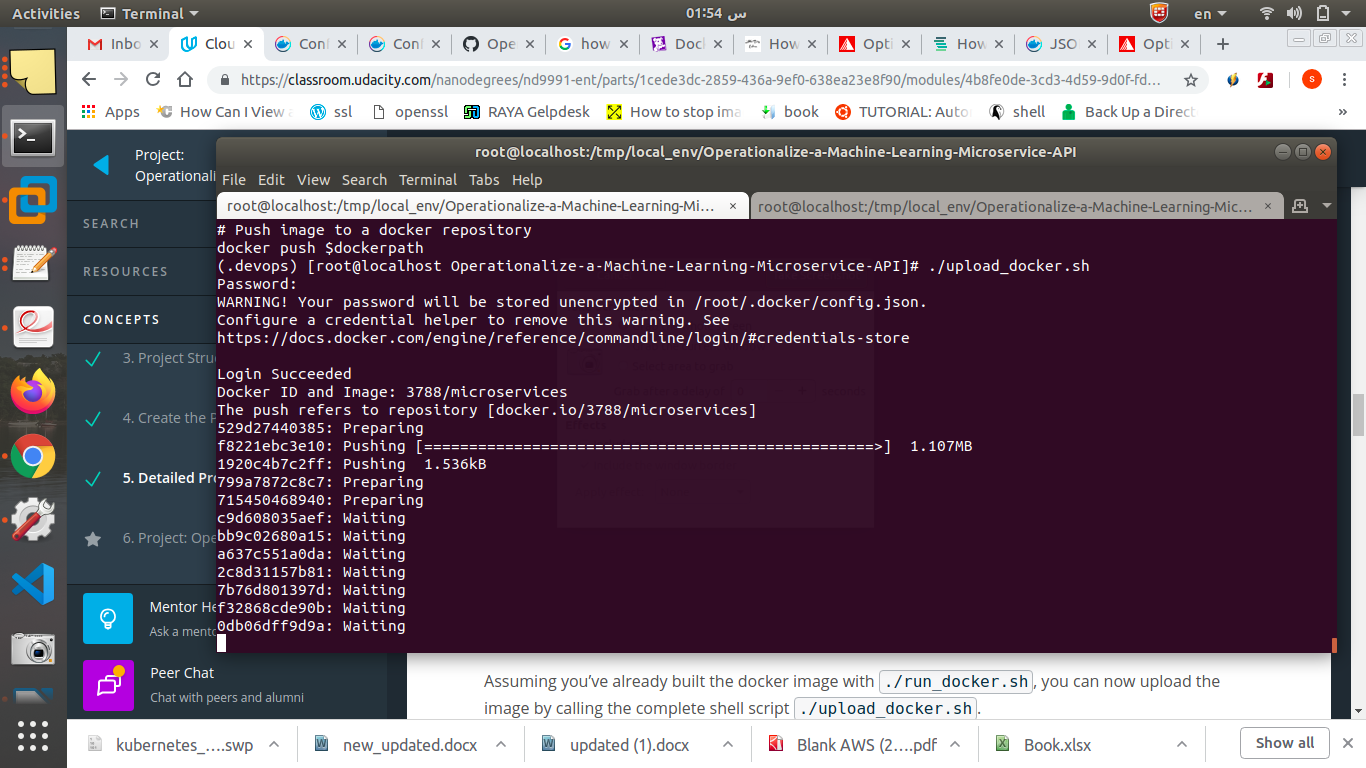 Activities
Terminal
01:54 س
en
Inbo
Clou
Conf
Conf
Ope
how
Dock
How
Opti
How
JSO
Opti
https://classroom.udacity.com/nanodegrees/nd9991-ent/parts/1cede3dc-2859-436a-9ef0-638ea23e8f90/modules/4b8fe0de-3cd3-4d59-9d0f-fd…
S
Apps
How Can I View a
ssl
openssl
RAYA Gelpdesk
How to stop ima
book
TUTORIAL: Auto
shell
Back Up a Direct
»
Project:
Operationali
SEARCH
RESOURCES
CONCEPTS
3. Project Stru
4. Create the P
5. Detailed Pro
6. Project: Ope
Mentor He
Ask a mento
Peer Chat
Chat with peers and alumni
root@localhost:/tmp/local_env/Operationalize-a-Machine-Learning-Microservice-API
File Edit View Search Terminal Tabs Help
root@localhost:/tmp/local_env/Operationalize-a-Machine-Learning-Mi… ×
root@localhost:/tmp/local_env/Operationalize-a-Machine-Learning-Mic… ×
# Push image to a docker repository
docker push $dockerpath
(.devops) [root@localhost Operationalize-a-Machine-Learning-Microservice-API]# ./upload_docker.sh
Password:
WARNING! Your password will be stored unencrypted in /root/.docker/config.json.
Configure a credential helper to remove this warning. See
https://docs.docker.com/engine/reference/commandline/login/#credentials-store
Login Succeeded
Docker ID and Image: 3788/microservices
The push refers to repository [docker.io/3788/microservices]
529d27440385: Preparing
f8221ebc3e10: Pushing [==================================================>] 1.107MB
1920c4b7c2ff: Pushing 1.536kB
799a7872c8c7: Preparing
715450468940: Preparing
c9d608035aef: Waiting
bb9c02680a15: Waiting
a637c551a0da: Waiting
2c8d31157b81: Waiting
7b76d801397d: Waiting
f32868cde90b: Waiting
0db06dff9d9a: Waiting
Assuming you’ve already built the docker image with ./run_docker.sh, you can now upload the
image by calling the complete shell script ./upload_docker.sh.
kubernetes_….swp
new_updated.docx
updated (1).docx
Blank AWS (2….pdf
Book.xlsx
Show all